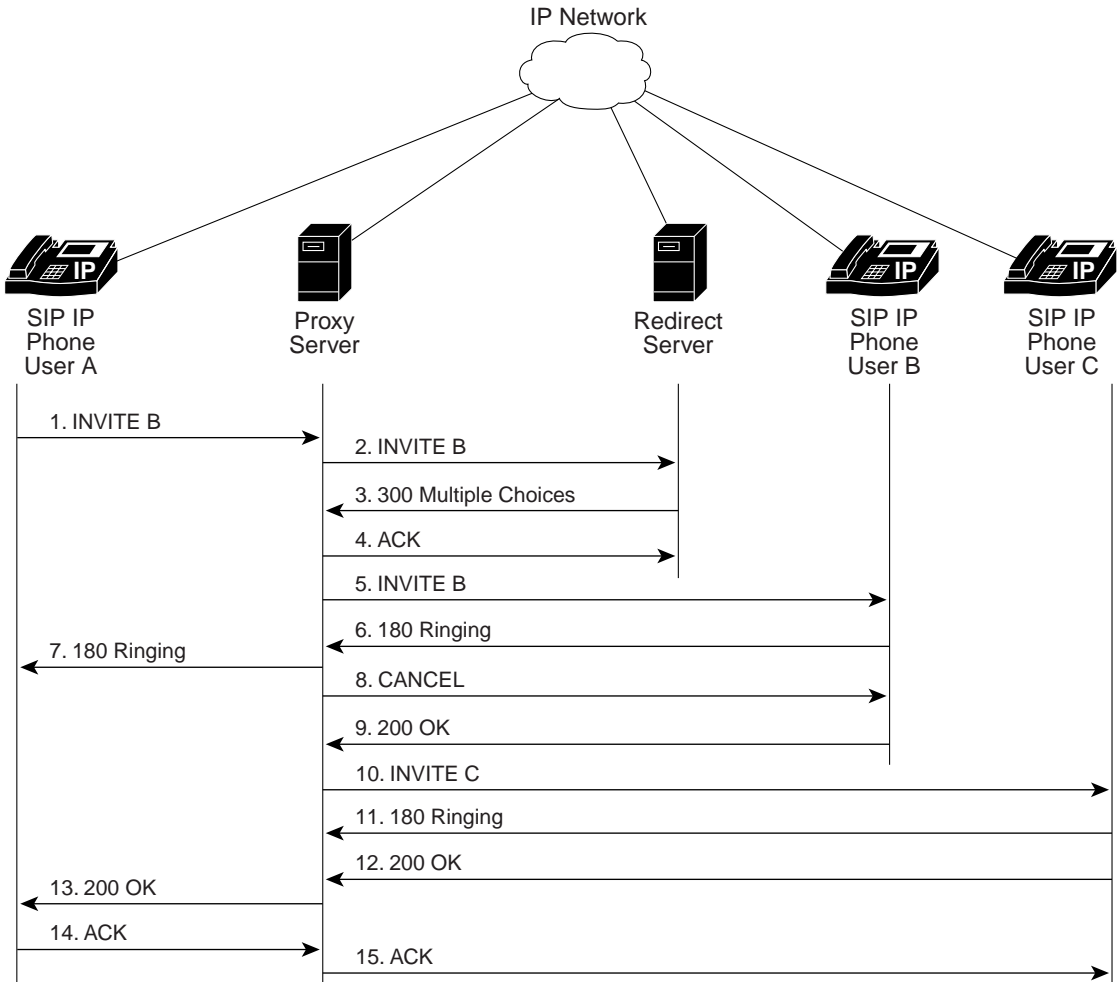 IP Network
IP
IP
IP
SIP IP
Phone
User A
Proxy
Server
Redirect
Server
SIP IP
Phone
User B
SIP IP
Phone
User C
1. INVITE B
2. INVITE B
3. 300 Multiple Choices
4. ACK
5. INVITE B
6. 180 Ringing
7. 180 Ringing
8. CANCEL
9. 200 OK
10. INVITE C
11. 180 Ringing
12. 200 OK
13. 200 OK
14. ACK
15. ACK